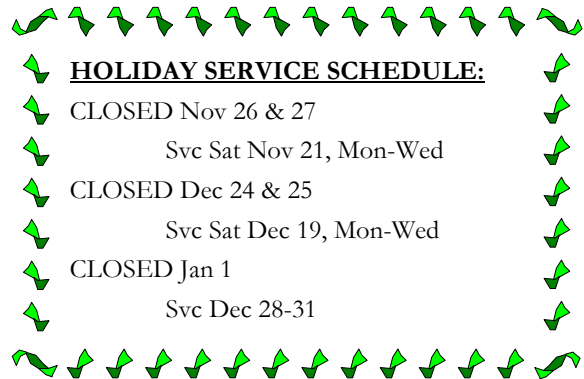 HOLIDAY SERVICE SCHEDULE:
CLOSED Nov 26 & 27
Svc Sat Nov 21, Mon-Wed
CLOSED Dec 24 & 25
Svc Sat Dec 19, Mon-Wed
CLOSED Jan 1
Svc Dec 28-31